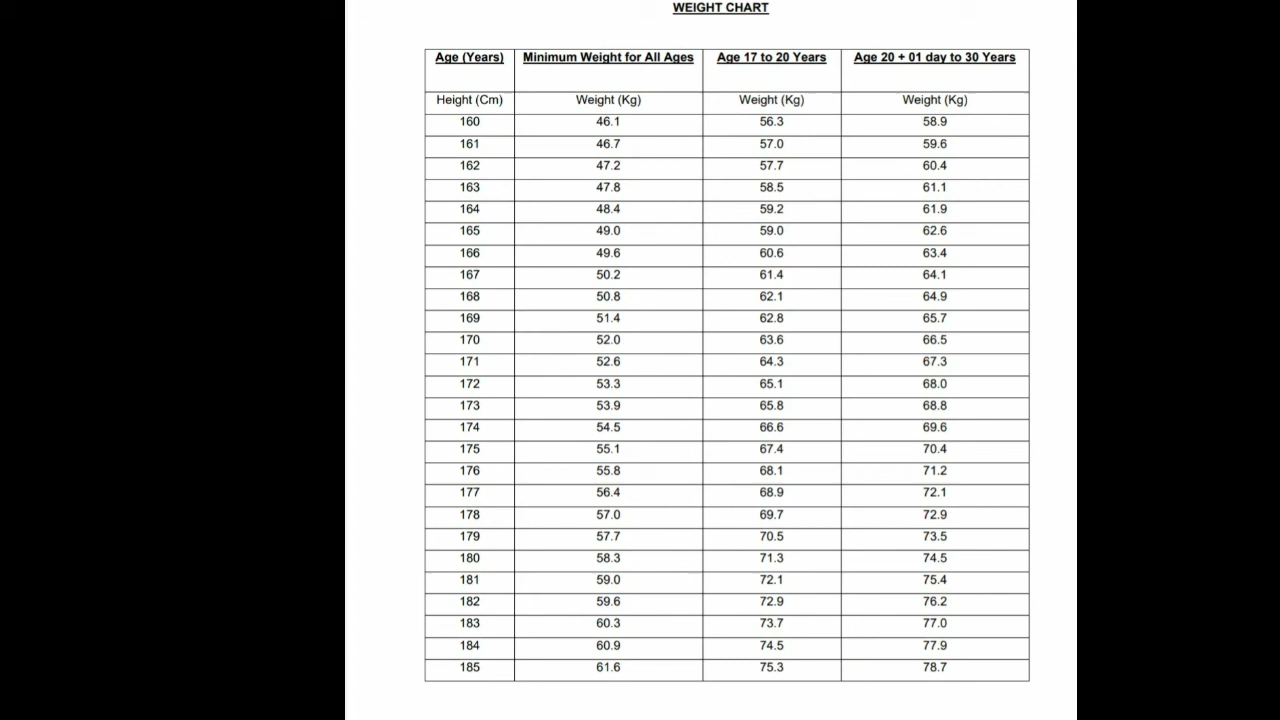 WEIGHT CHART
Age (Years) Minimum Weight for All Ages Age 17 to 20 Years Age 20 + 01 day to 30 Years
Height (Cm) Weight (Kg) Weight (Kg) Weight (Kg)
160 46.1 56.3 58.9
161 46.7 57.0 59.6
162 47.2 57.7 60.4
163 47.8 58.5 61.1
164 48.4 59.2 61.9
165 49.0 59.0 62.6
166 49.6 60.6 63.4
167 50.2 61.4 64.1
168 50.8 62.1 64.9
169 51.4 62.8 65.7
170 52.0 63.6 66.5
171 52.6 64.3 67.3
172 53.3 65.1 68.0
173 53.9 65.8 68.8
174 54.5 66.6 69.6
175 55.1 67.4 70.4
176 55.8 68.1 71.2
177 56.4 68.9 72.1
178 57.0 69.7 72.9
179 57.7 70.5 73.5
180 58.3 71.3 74.5
181 59.0 72.1 75.4
182 59.6 72.9 76.2
183 60.3 73.7 77.0
184 60.9 74.5 77.9
185 61.6 75.3 78.7